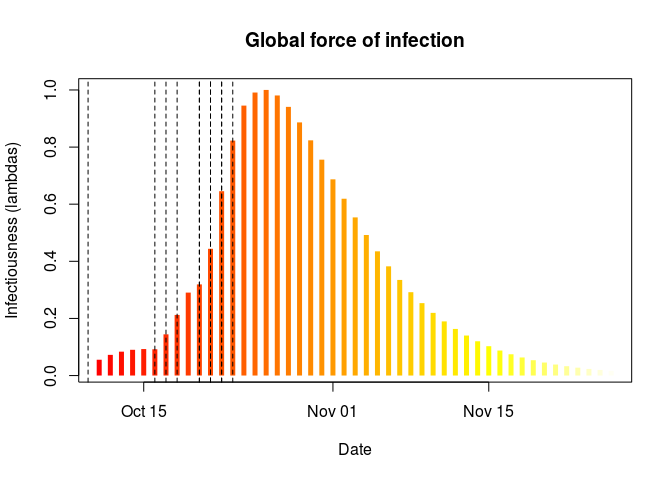 Global force of infection
Infectiousness (lambdas)
1.0
0.8
0.6
0.4
0.2
0.0
Oct 15 Nov 01 Nov 15
Date